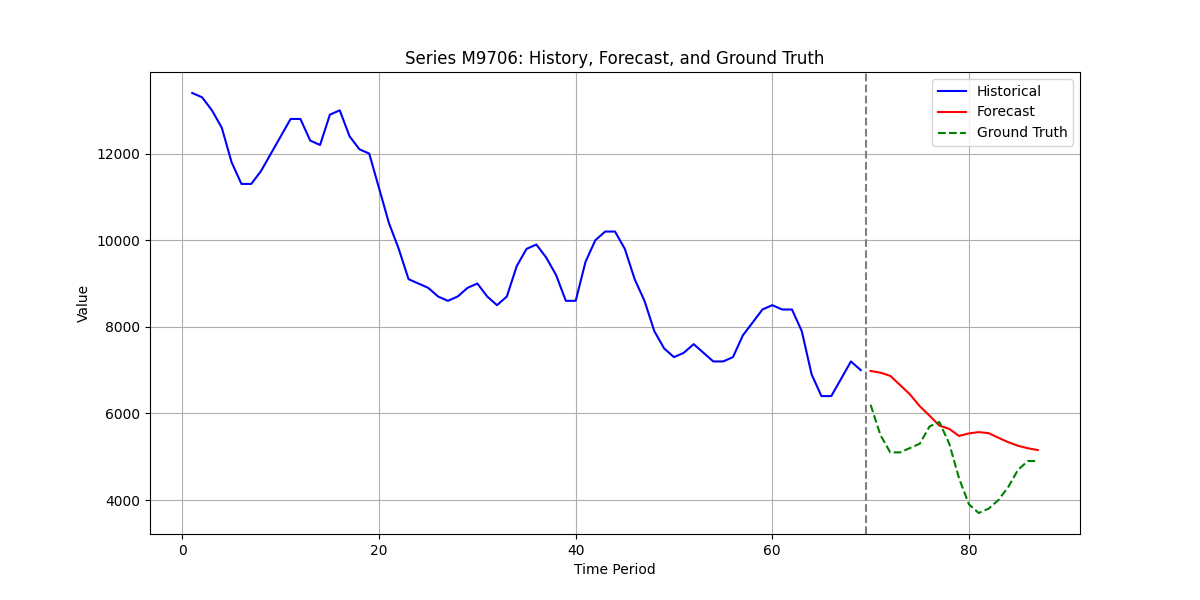 Series M9706: History, Forecast, and Ground Truth
Historical
Forecast
Ground Truth
12000
10000
8000
6000
4000
Value
0 20 40 60 80
Time Period